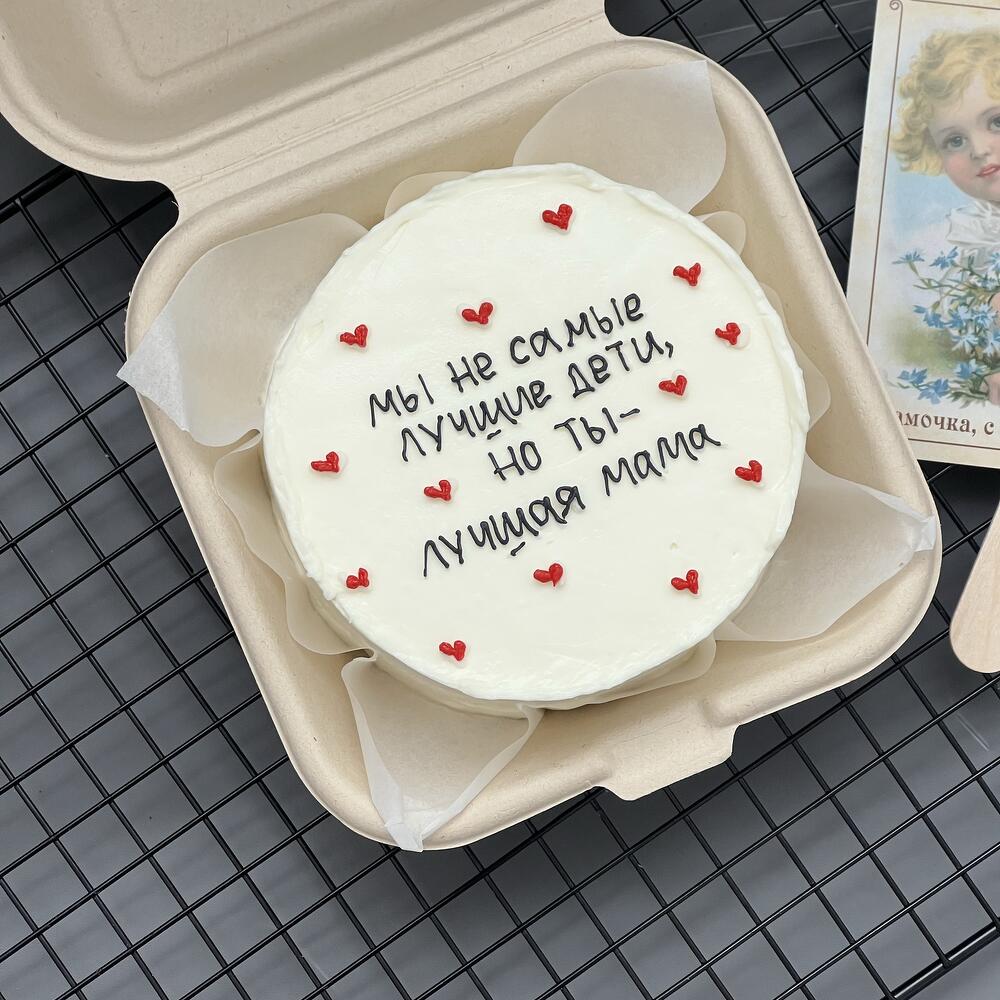 мы не самые
лучшие дети,
но ты-
лучшая мама
амочка, с